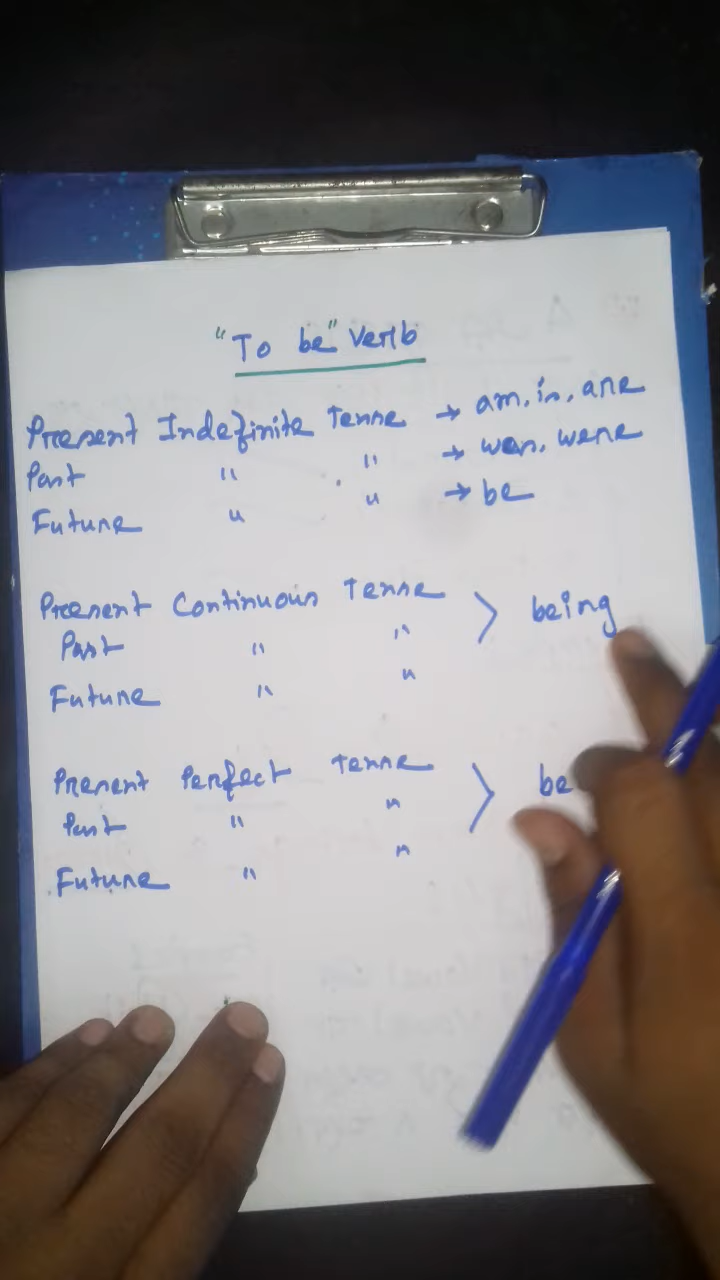 "To be" Verb
Present Indefinite Tense → am, is, are
Past " " → was, were
Future " " → be
Present Continuous Tense > being
Past " "
Future " "
Present Perfect Tense > be
Past " "
Future " "